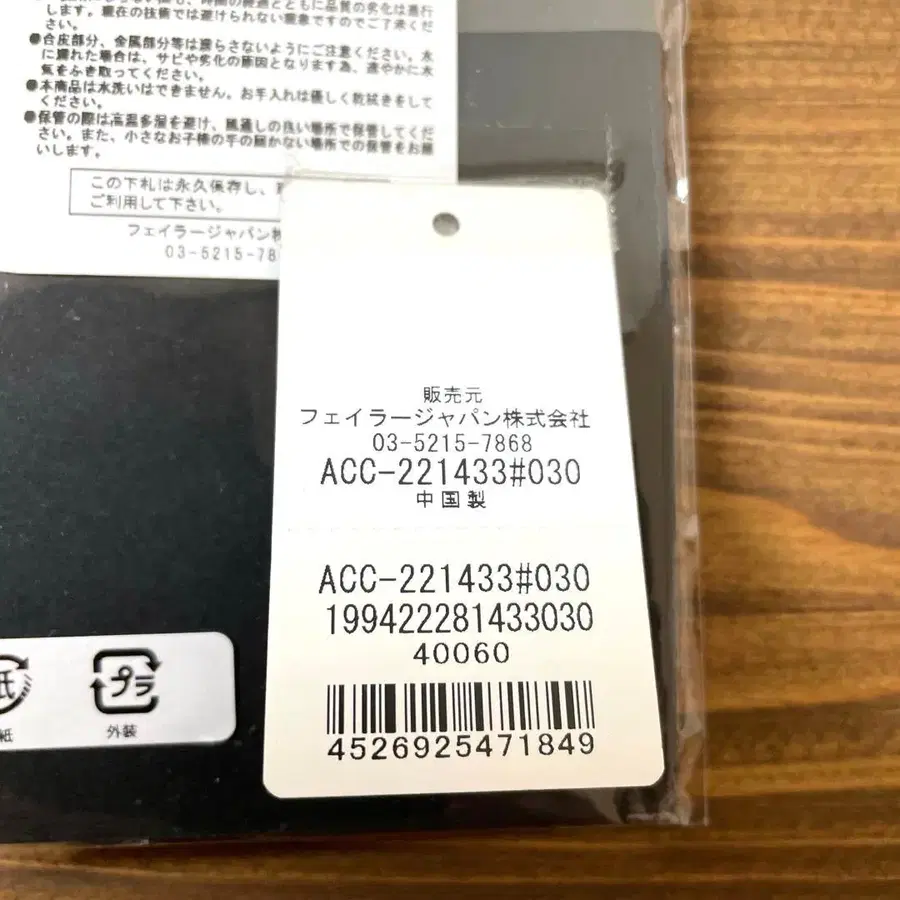 します。現在の技術では避けられない現象ですのでご了承くだ
さい。
●合皮部分、金属部分等は濡らさないようにご注意ください。水
に濡れた場合は、サビや劣化の原因となります為、速やかに水
気をふき取ってください。
●本商品は水洗いはできません。お手入れは優しく乾拭きをして
ください。
●保管の際は高温多湿を避け、風通しの良い場所で保管してくだ
さい。また、小さなお子様の手の届かない場所での保管をお願
いします。
この下札は永久保存し、
ご利用して下さい。
フェイラージャパン株
03-5215-78
販売元
フェイラージャパン株式会社
03-5215-7868
ACC-221433#030
中国製
ACC-221433#030
199422281433030
40060
4526925471849
紙
プラ
紙
外装